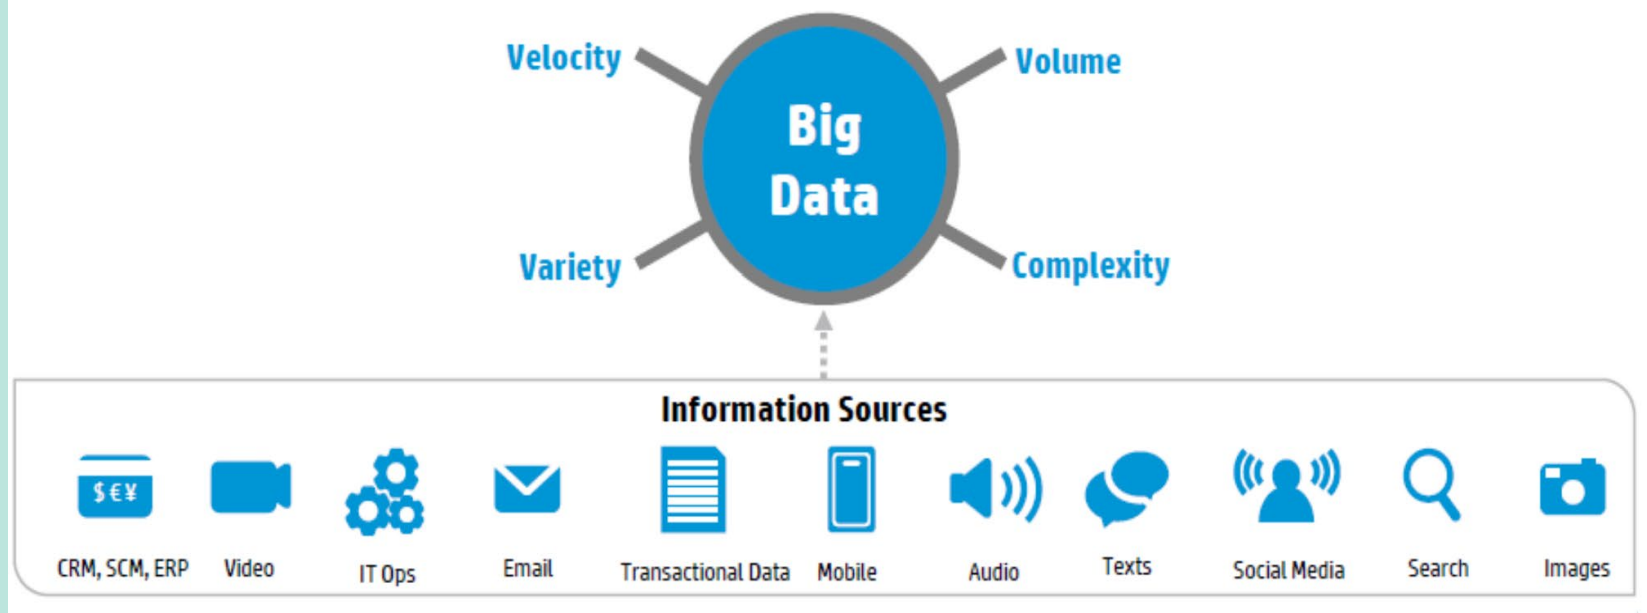 Velocity
Volume
Big
Data
Variety
Complexity
Information Sources
$€¥
CRM, SCM, ERP
Video
IT Ops
Email
Transactional Data
Mobile
Audio
Texts
Social Media
Search
Images